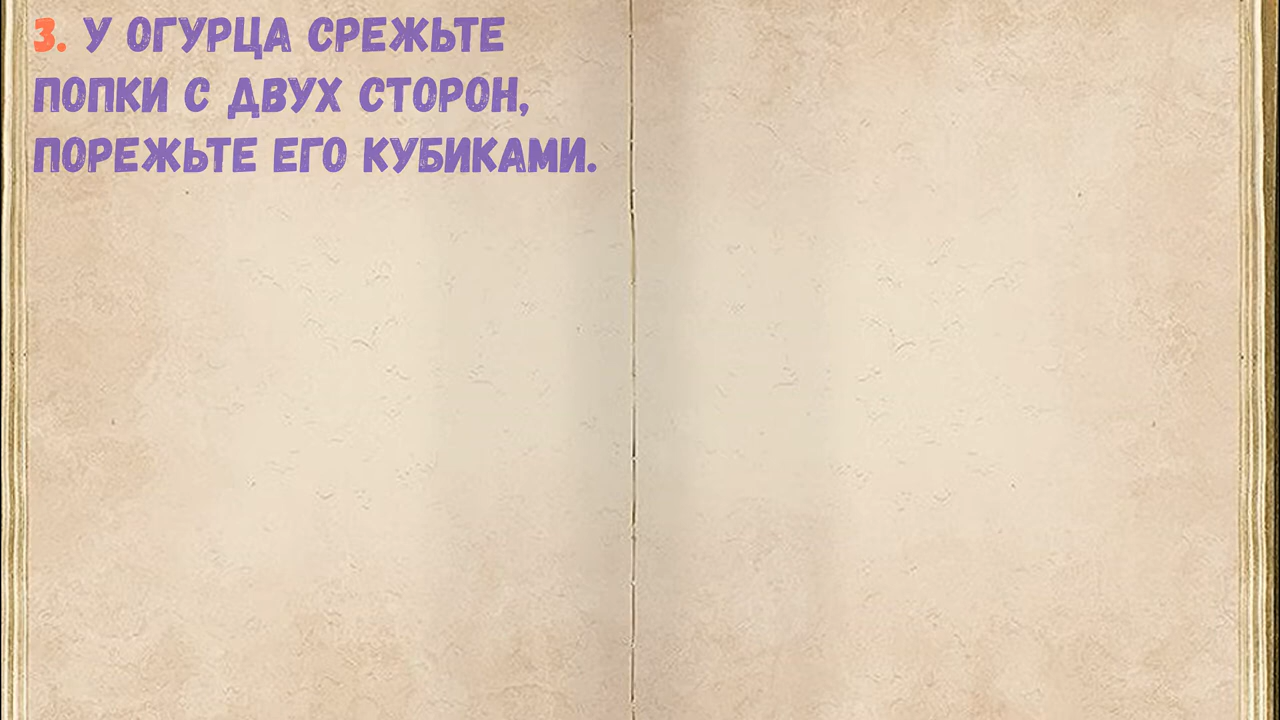 3. У ОГУРЦА СРЕЖЬТЕ
ПОПКИ С ДВУХ СТОРОН,
ПОРЕЖЬТЕ ЕГО КУБИКАМИ.